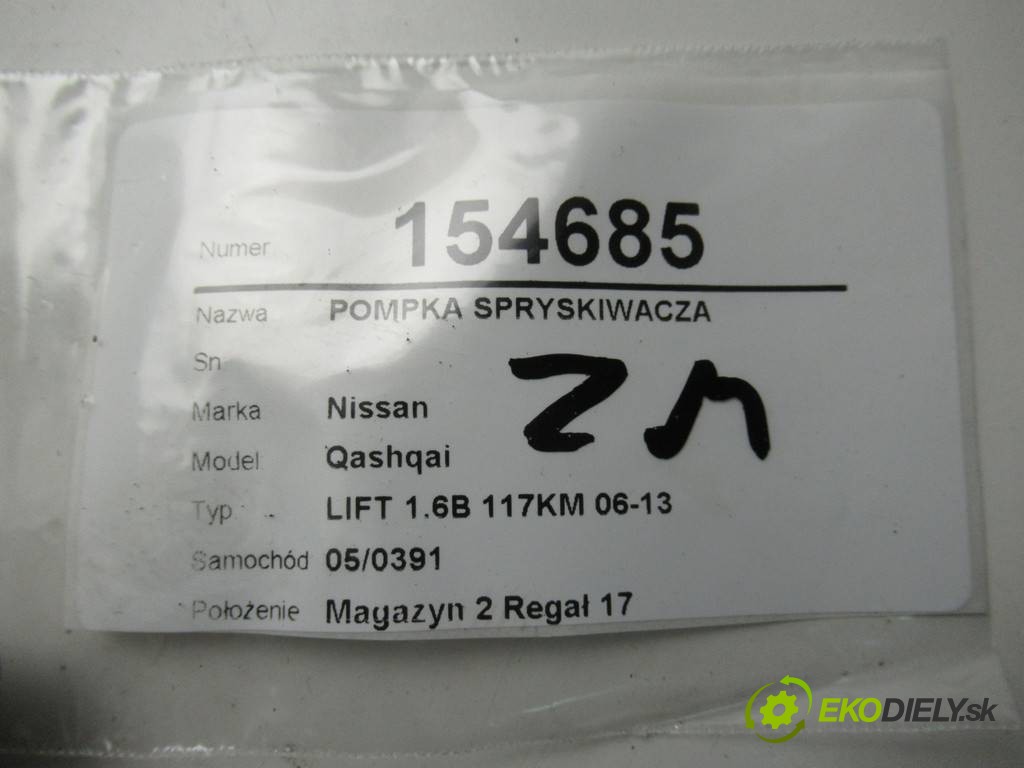 Numer 154685
Nazwa POMPKA SPRYSKIWACZA
Sn
Marka Nissan
Model Qashqai
Typ LIFT 1.6B 117KM 06-13
Samochód 05/0391
Położenie Magazyn 2 Regał 17
EKODIELY.sk